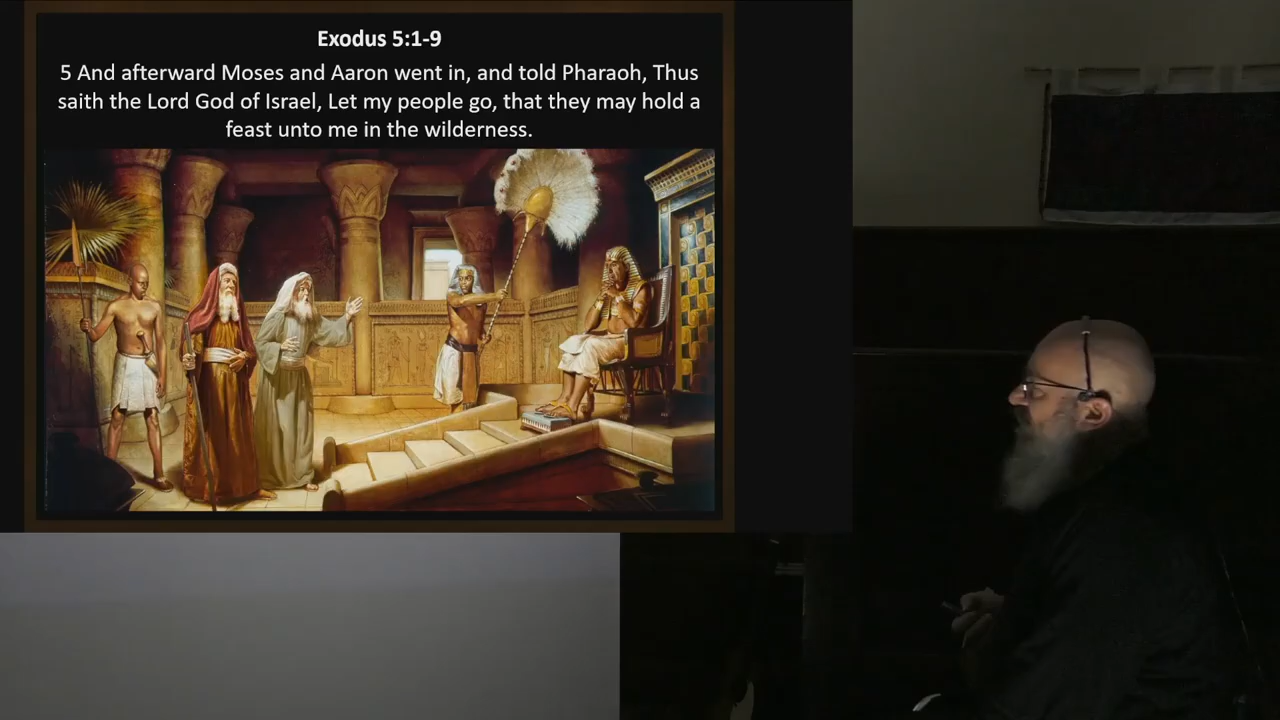 Exodus 5:1-9
5 And afterward Moses and Aaron went in, and told Pharaoh, Thus
saith the Lord God of Israel, Let my people go, that they may hold a
feast unto me in the wilderness.